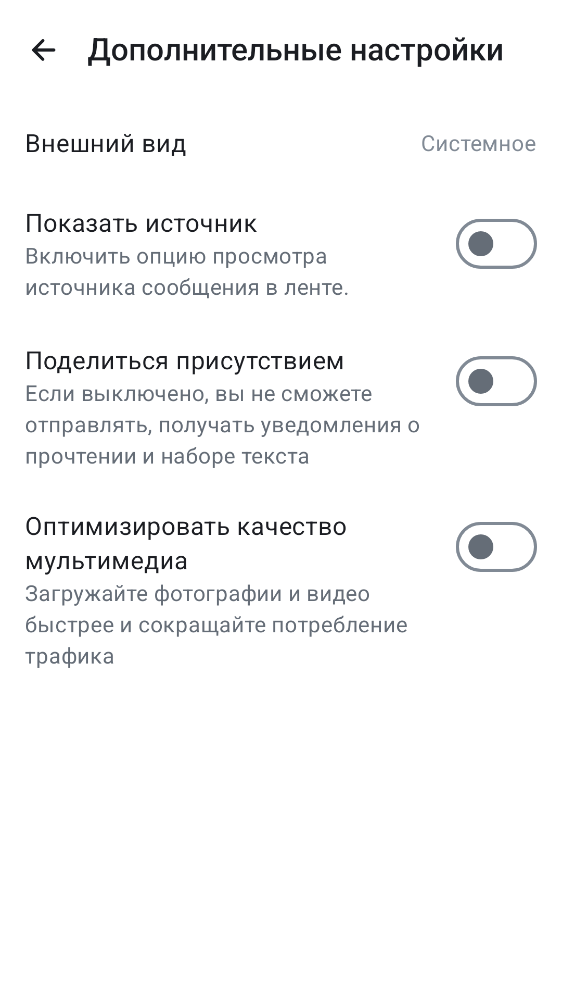 Дополнительные настройки
Внешний вид
Системное
Показать источник
Включить опцию просмотра
источника сообщения в ленте.
Поделиться присутствием
Если выключено, вы не сможете
отправлять, получать уведомления о
прочтении и наборе текста
Оптимизировать качество
мультимедиа
Загружайте фотографии и видео
быстрее и сокращайте потребление
трафика